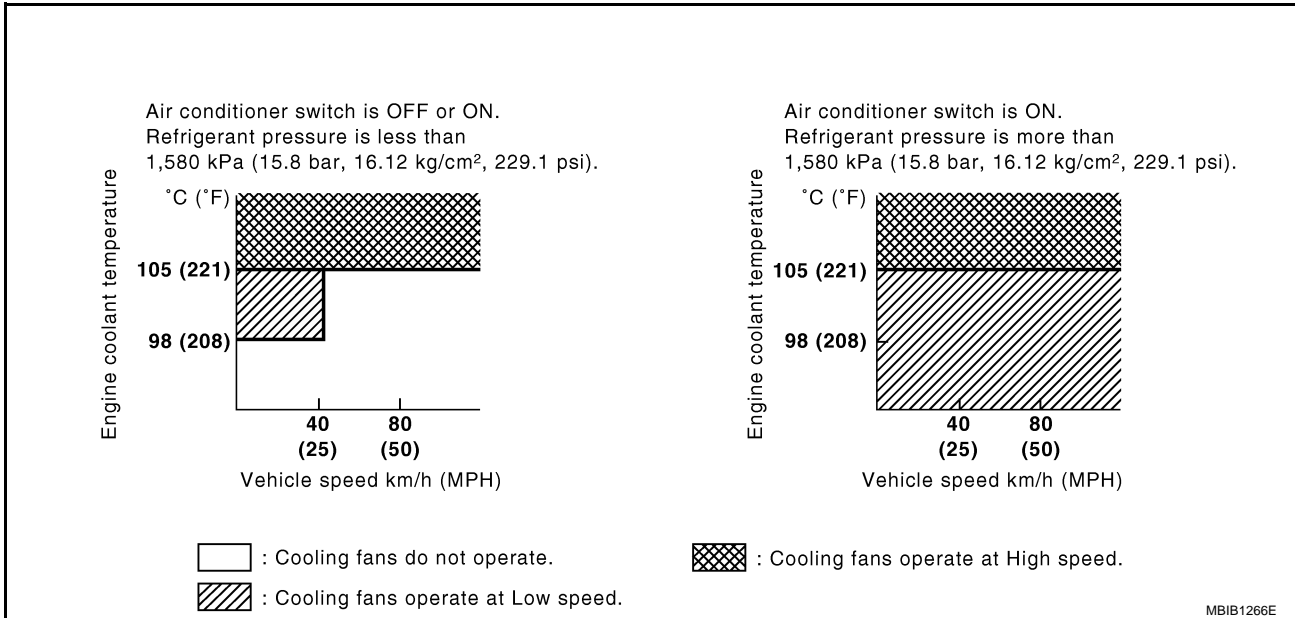 Air conditioner switch is OFF or ON.
Refrigerant pressure is less than
1,580 kPa (15.8 bar, 16.12 kg/cm², 229.1 psi).
Engine coolant temperature
˚C (˚F)
105 (221)
98 (208)
40
(25)
80
(50)
Vehicle speed km/h (MPH)
Air conditioner switch is ON.
Refrigerant pressure is more than
1,580 kPa (15.8 bar, 16.12 kg/cm², 229.1 psi).
Engine coolant temperature
˚C (˚F)
105 (221)
98 (208)
40
(25)
80
(50)
Vehicle speed km/h (MPH)
: Cooling fans do not operate.
: Cooling fans operate at Low speed.
: Cooling fans operate at High speed.
MBIB1266E